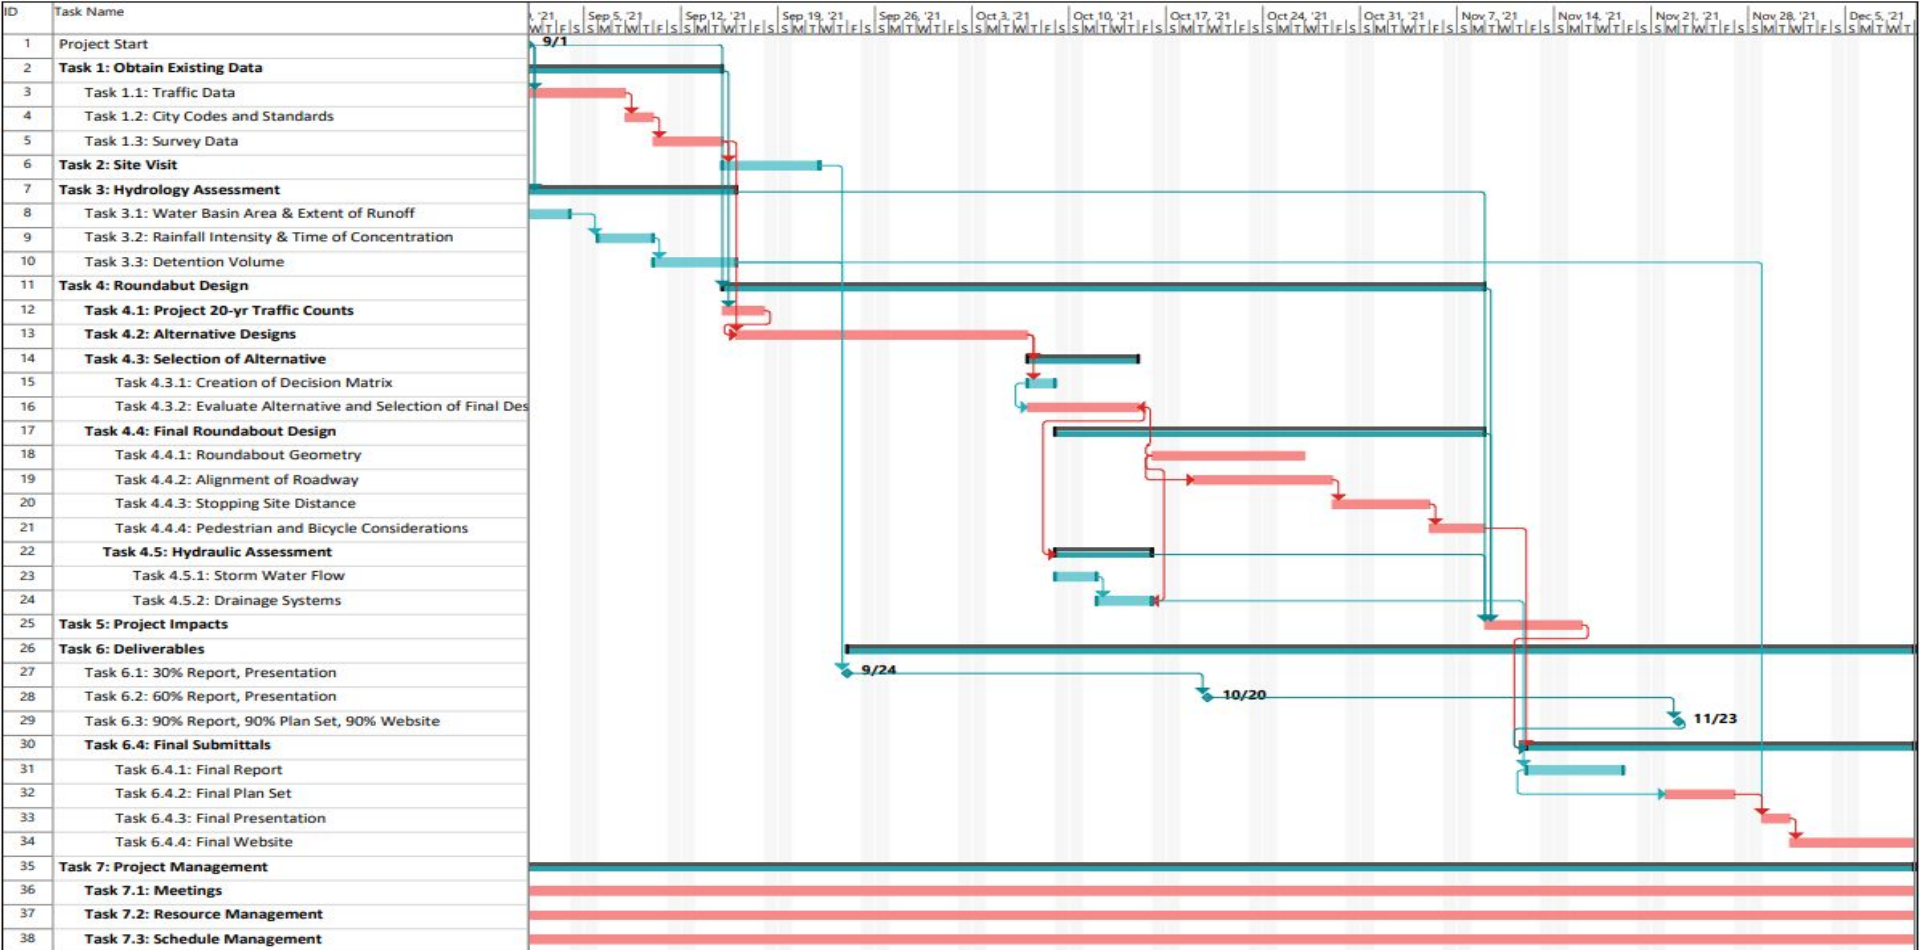 ID Task Name , '21 Sep 5, '21 Sep 12, '21 Sep 19, '21 Sep 26, '21 Oct 3, '21 Oct 10, '21 Oct 17, '21 Oct 24, '21 Oct 31, '21 Nov 7, '21 Nov 14, '21 Nov 21, '21 Nov 28, '21 Dec 5, '21
W T F S S M T W T F S S M T W T F S S M T W T F S S M T W T F S S M T W T F S S M T W T F S S M T W T F S S M T W T F S S M T W T F S S M T W T F S S M T W T F S S M T W T F S S M T W T F S S M T W T
1 Project Start 9/1
2 Task 1: Obtain Existing Data
3 Task 1.1: Traffic Data
4 Task 1.2: City Codes and Standards
5 Task 1.3: Survey Data
6 Task 2: Site Visit
7 Task 3: Hydrology Assessment
8 Task 3.1: Water Basin Area & Extent of Runoff
9 Task 3.2: Rainfall Intensity & Time of Concentration
10 Task 3.3: Detention Volume
11 Task 4: Roundabut Design
12 Task 4.1: Project 20-yr Traffic Counts
13 Task 4.2: Alternative Designs
14 Task 4.3: Selection of Alternative
15 Task 4.3.1: Creation of Decision Matrix
16 Task 4.3.2: Evaluate Alternative and Selection of Final Des
17 Task 4.4: Final Roundabout Design
18 Task 4.4.1: Roundabout Geometry
19 Task 4.4.2: Alignment of Roadway
20 Task 4.4.3: Stopping Site Distance
21 Task 4.4.4: Pedestrian and Bicycle Considerations
22 Task 4.5: Hydraulic Assessment
23 Task 4.5.1: Storm Water Flow
24 Task 4.5.2: Drainage Systems
25 Task 5: Project Impacts
26 Task 6: Deliverables
27 Task 6.1: 30% Report, Presentation 9/24
28 Task 6.2: 60% Report, Presentation 10/20
29 Task 6.3: 90% Report, 90% Plan Set, 90% Website 11/23
30 Task 6.4: Final Submittals
31 Task 6.4.1: Final Report
32 Task 6.4.2: Final Plan Set
33 Task 6.4.3: Final Presentation
34 Task 6.4.4: Final Website
35 Task 7: Project Management
36 Task 7.1: Meetings
37 Task 7.2: Resource Management
38 Task 7.3: Schedule Management